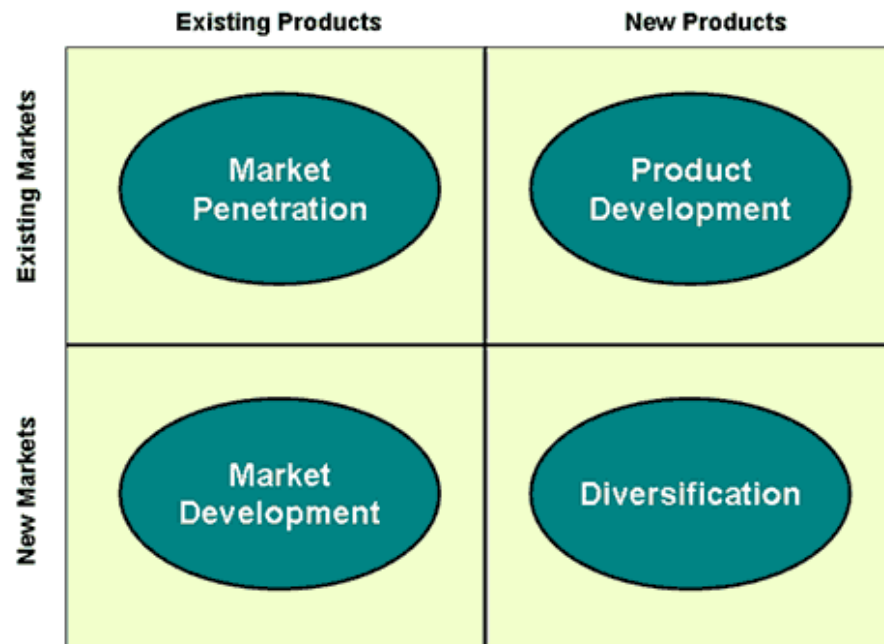 Existing Products
New Products
Existing Markets
Market
Penetration
Product
Development
New Markets
Market
Development
Diversification